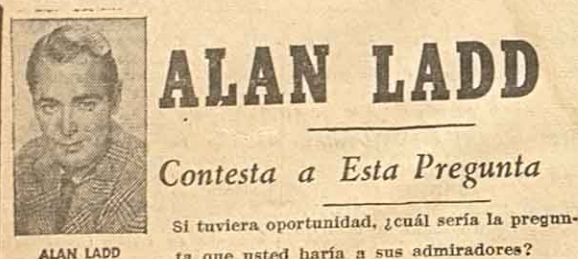 ALAN LADD
Contesta a Esta Pregunta
Si tuviera oportunidad, ¿cuál sería la pregun-
ta que usted haría a sus admiradores?
ALAN LADD